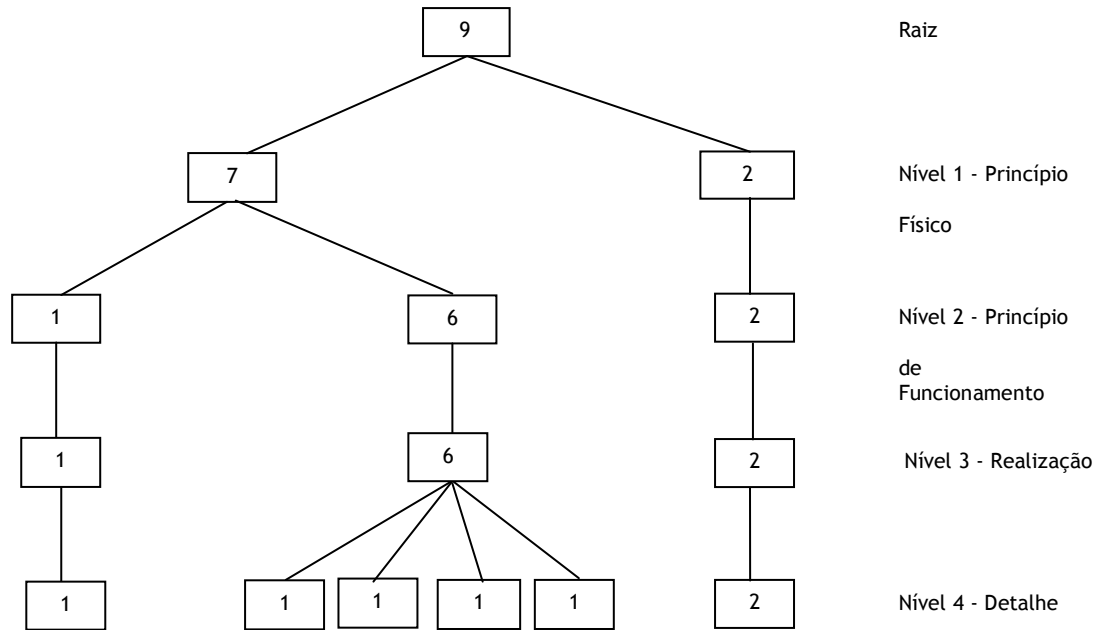 9 Raiz
7 2 Nível 1 - Princípio
Físico
1 6 2 Nível 2 - Princípio
de
Funcionamento
1 6 2 Nível 3 - Realização
1 1 1 1 1 2 Nível 4 - Detalhe